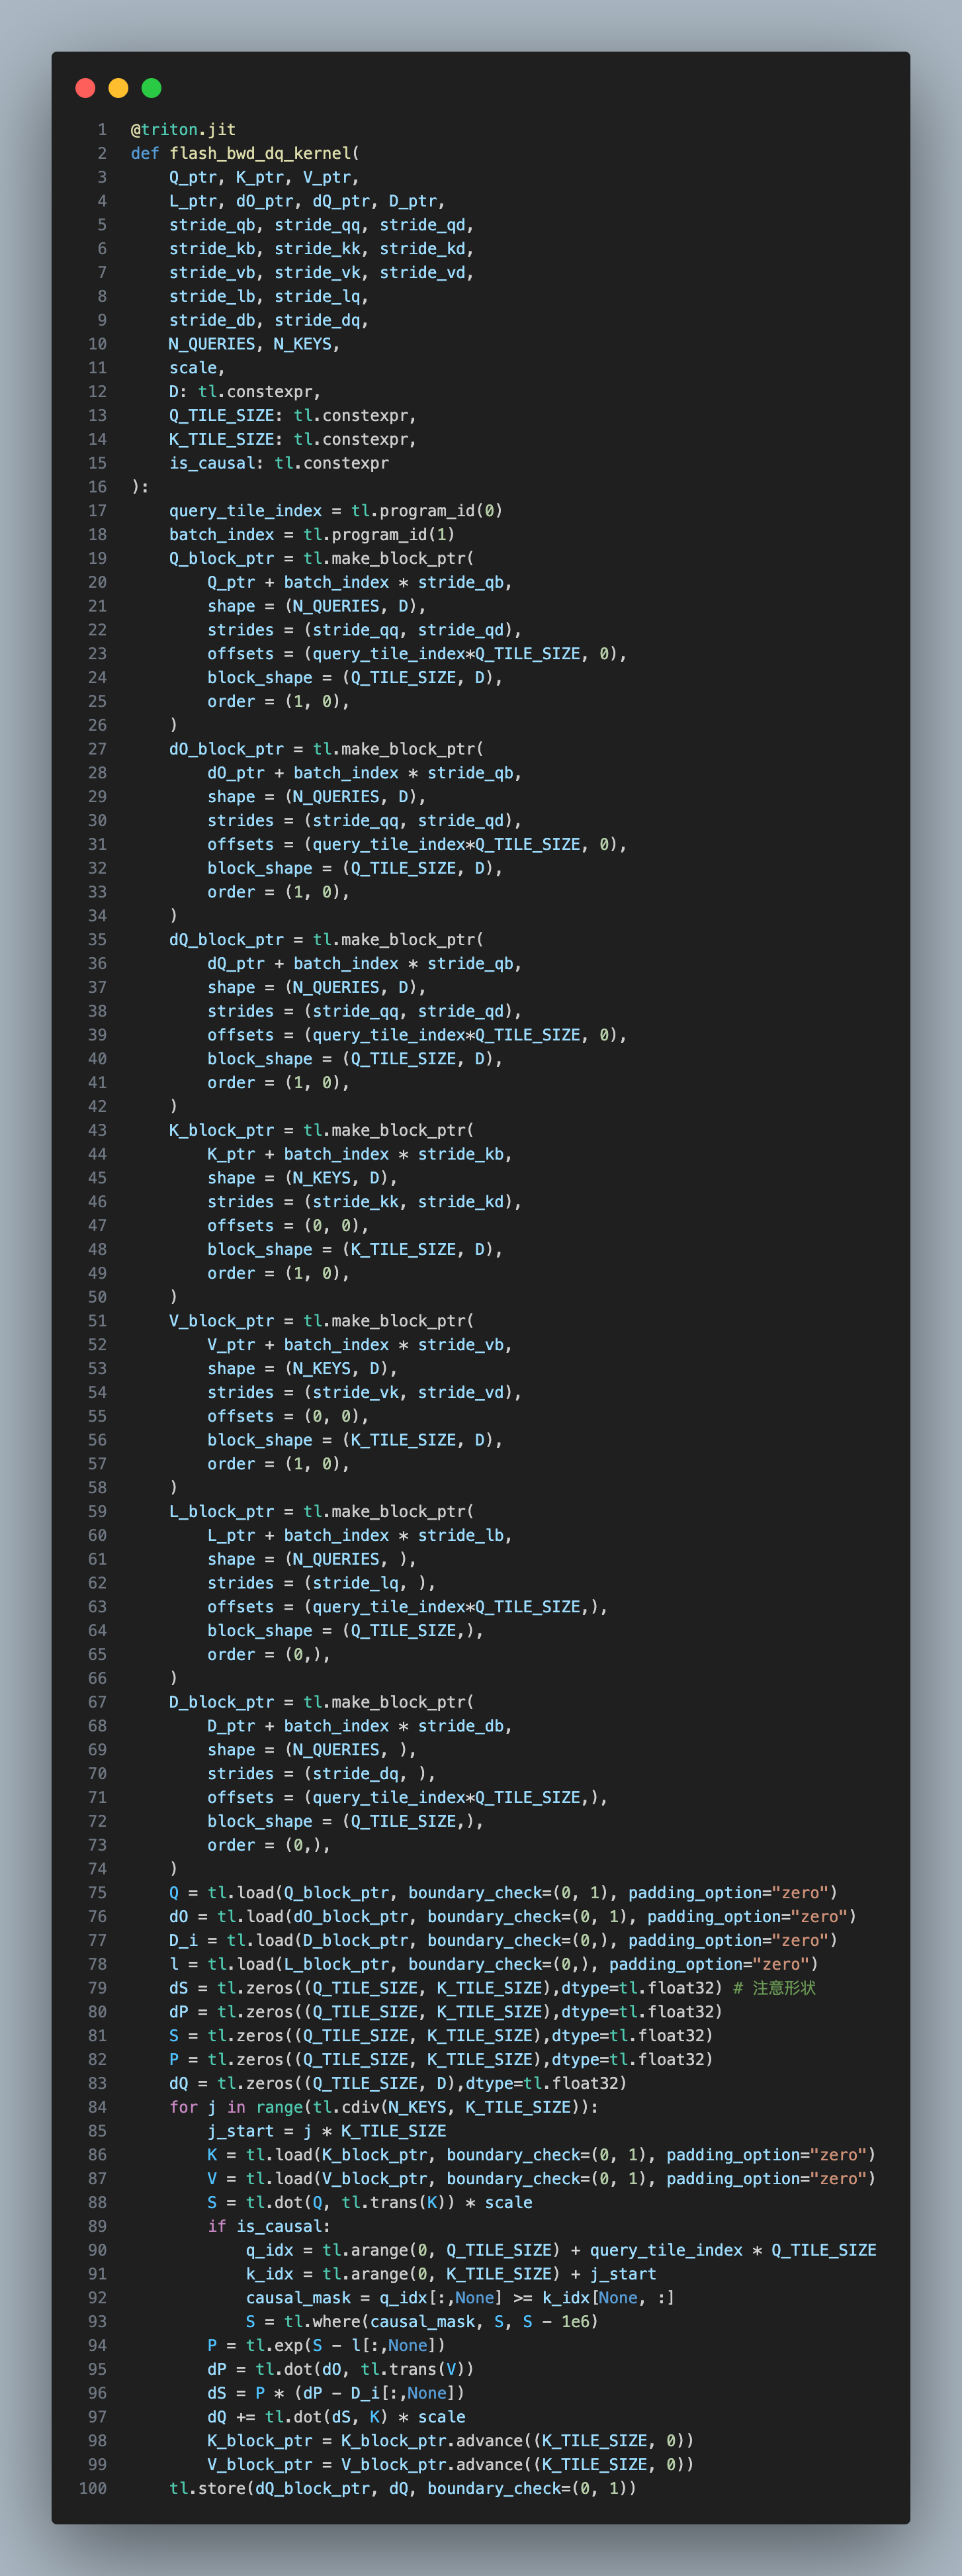 1 @triton.jit
2 def flash_bwd_dq_kernel(
3     Q_ptr, K_ptr, V_ptr,
4     L_ptr, dO_ptr, dQ_ptr, D_ptr,
5     stride_qb, stride_qq, stride_qd,
6     stride_kb, stride_kk, stride_kd,
7     stride_vb, stride_vk, stride_vd,
8     stride_lb, stride_lq,
9     stride_db, stride_dq,
10     N_QUERIES, N_KEYS,
11     scale,
12     D: tl.constexpr,
13     Q_TILE_SIZE: tl.constexpr,
14     K_TILE_SIZE: tl.constexpr,
15     is_causal: tl.constexpr
16 ):
17     query_tile_index = tl.program_id(0)
18     batch_index = tl.program_id(1)
19     Q_block_ptr = tl.make_block_ptr(
20         Q_ptr + batch_index * stride_qb,
21         shape = (N_QUERIES, D),
22         strides = (stride_qq, stride_qd),
23         offsets = (query_tile_index*Q_TILE_SIZE, 0),
24         block_shape = (Q_TILE_SIZE, D),
25         order = (1, 0),
26     )
27     dO_block_ptr = tl.make_block_ptr(
28         dO_ptr + batch_index * stride_qb,
29         shape = (N_QUERIES, D),
30         strides = (stride_qq, stride_qd),
31         offsets = (query_tile_index*Q_TILE_SIZE, 0),
32         block_shape = (Q_TILE_SIZE, D),
33         order = (1, 0),
34     )
35     dQ_block_ptr = tl.make_block_ptr(
36         dQ_ptr + batch_index * stride_qb,
37         shape = (N_QUERIES, D),
38         strides = (stride_qq, stride_qd),
39         offsets = (query_tile_index*Q_TILE_SIZE, 0),
40         block_shape = (Q_TILE_SIZE, D),
41         order = (1, 0),
42     )
43     K_block_ptr = tl.make_block_ptr(
44         K_ptr + batch_index * stride_kb,
45         shape = (N_KEYS, D),
46         strides = (stride_kk, stride_kd),
47         offsets = (0, 0),
48         block_shape = (K_TILE_SIZE, D),
49         order = (1, 0),
50     )
51     V_block_ptr = tl.make_block_ptr(
52         V_ptr + batch_index * stride_vb,
53         shape = (N_KEYS, D),
54         strides = (stride_vk, stride_vd),
55         offsets = (0, 0),
56         block_shape = (K_TILE_SIZE, D),
57         order = (1, 0),
58     )
59     L_block_ptr = tl.make_block_ptr(
60         L_ptr + batch_index * stride_lb,
61         shape = (N_QUERIES, ),
62         strides = (stride_lq, ),
63         offsets = (query_tile_index*Q_TILE_SIZE,),
64         block_shape = (Q_TILE_SIZE,),
65         order = (0,),
66     )
67     D_block_ptr = tl.make_block_ptr(
68         D_ptr + batch_index * stride_db,
69         shape = (N_QUERIES, ),
70         strides = (stride_dq, ),
71         offsets = (query_tile_index*Q_TILE_SIZE,),
72         block_shape = (Q_TILE_SIZE,),
73         order = (0,),
74     )
75     Q = tl.load(Q_block_ptr, boundary_check=(0, 1), padding_option="zero")
76     dO = tl.load(dO_block_ptr, boundary_check=(0, 1), padding_option="zero")
77     D_i = tl.load(D_block_ptr, boundary_check=(0,), padding_option="zero")
78     l = tl.load(L_block_ptr, boundary_check=(0,), padding_option="zero")
79     dS = tl.zeros((Q_TILE_SIZE, K_TILE_SIZE),dtype=tl.float32) # 注意形状
80     dP = tl.zeros((Q_TILE_SIZE, K_TILE_SIZE),dtype=tl.float32)
81     S = tl.zeros((Q_TILE_SIZE, K_TILE_SIZE),dtype=tl.float32)
82     P = tl.zeros((Q_TILE_SIZE, K_TILE_SIZE),dtype=tl.float32)
83     dQ = tl.zeros((Q_TILE_SIZE, D),dtype=tl.float32)
84     for j in range(tl.cdiv(N_KEYS, K_TILE_SIZE)):
85         j_start = j * K_TILE_SIZE
86         K = tl.load(K_block_ptr, boundary_check=(0, 1), padding_option="zero")
87         V = tl.load(V_block_ptr, boundary_check=(0, 1), padding_option="zero")
88         S = tl.dot(Q, tl.trans(K)) * scale
89         if is_causal:
90             q_idx = tl.arange(0, Q_TILE_SIZE) + query_tile_index * Q_TILE_SIZE
91             k_idx = tl.arange(0, K_TILE_SIZE) + j_start
92             causal_mask = q_idx[:,None] >= k_idx[None, :]
93             S = tl.where(causal_mask, S, S - 1e6)
94         P = tl.exp(S - l[:,None])
95         dP = tl.dot(dO, tl.trans(V))
96         dS = P * (dP - D_i[:,None])
97         dQ += tl.dot(dS, K) * scale
98         K_block_ptr = K_block_ptr.advance((K_TILE_SIZE, 0))
99         V_block_ptr = V_block_ptr.advance((K_TILE_SIZE, 0))
100     tl.store(dQ_block_ptr, dQ, boundary_check=(0, 1))